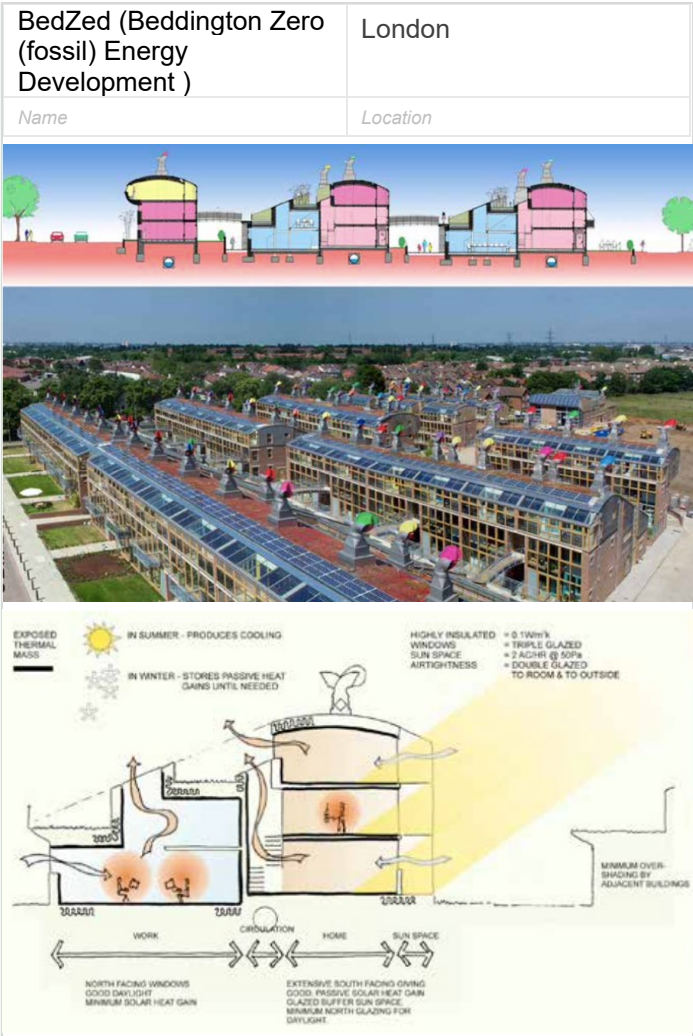 BedZed (Beddington Zero
(fossil) Energy
Development )
London
Name
Location
EXPOSED
THERMAL
MASS
IN SUMMER - PRODUCES COOLING
IN WINTER - STORES PASSIVE HEAT
GAINS UNTIL NEEDED
HIGHLY INSULATED = 0.1W/m²k
WINDOWS = TRIPLE GLAZED
SUN SPACE = 2 AC/HR @ 50Pa
AIRTIGHTNESS = DOUBLE GLAZED
TO ROOM & TO OUTSIDE
MINIMUM OVER-
SHADING BY
ADJACENT BUILDINGS
WORK
CIRCULATION
HOME
SUN SPACE
NORTH FACING WINDOWS
GOOD DAYLIGHT
MINIMUM SOLAR HEAT GAIN
EXTENSIVE SOUTH FACING GIVING
GOOD PASSIVE SOLAR HEAT GAIN
GLAZED BUFFER SUN SPACE.
MINIMUM NORTH GLAZING FOR
DAYLIGHT.